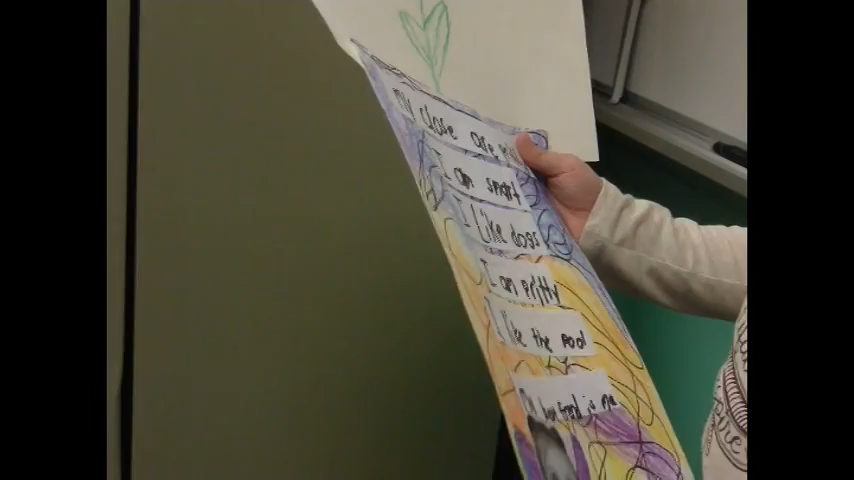 my close are
I am smart
I Like dogs
I am pritty
I like the pool
is me